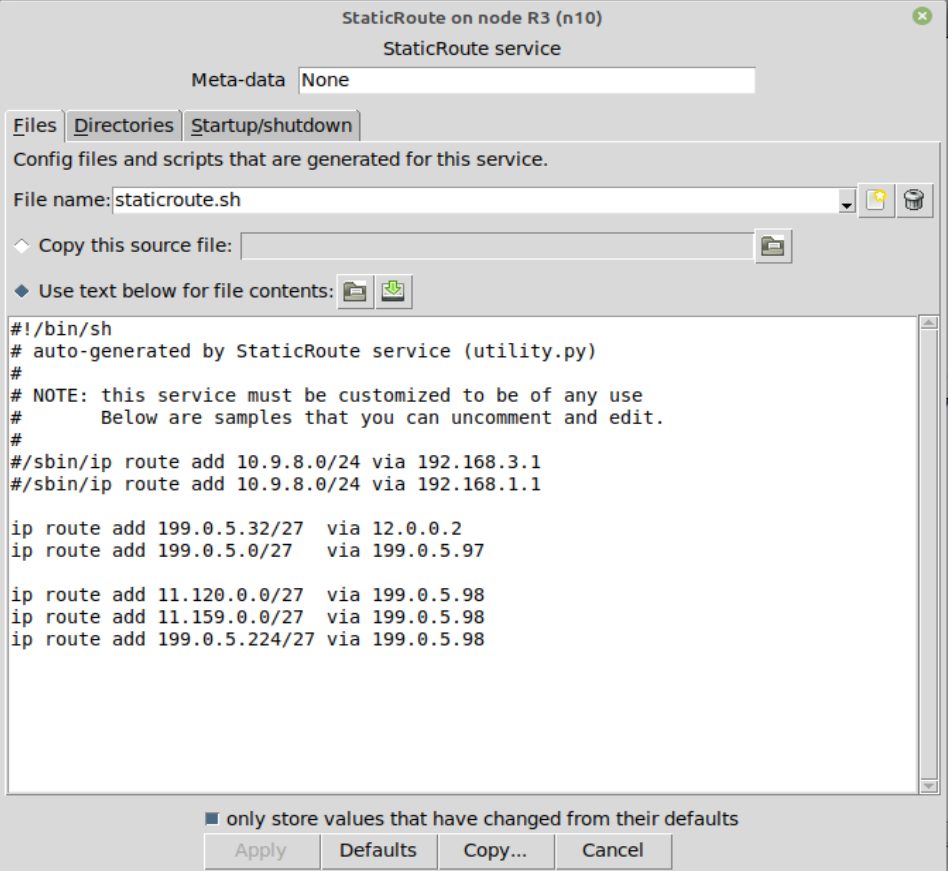 StaticRoute on node R3 (n10)
StaticRoute service
Meta-data None
Files Directories Startup/shutdown
Config files and scripts that are generated for this service.
File name: staticroute.sh
Copy this source file:
Use text below for file contents:
#!/bin/sh
# auto-generated by StaticRoute service (utility.py)
#
# NOTE: this service must be customized to be of any use
#       Below are samples that you can uncomment and edit.
#
#/sbin/ip route add 10.9.8.0/24 via 192.168.3.1
#/sbin/ip route add 10.9.8.0/24 via 192.168.1.1
ip route add 199.0.5.32/27  via 12.0.0.2
ip route add 199.0.5.0/27   via 199.0.5.97
ip route add 11.120.0.0/27  via 199.0.5.98
ip route add 11.159.0.0/27  via 199.0.5.98
ip route add 199.0.5.224/27 via 199.0.5.98
only store values that have changed from their defaults
Apply Defaults Copy... Cancel